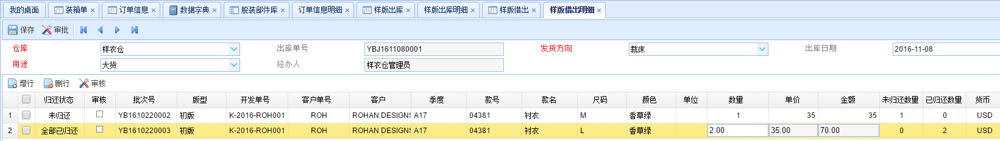 我的桌面 装箱单 订单信息 数据字典 股装部件库 订单信息明细 样版出库 样版出库明细 样版借出 样版借出明细
保存 审批
仓库 样衣仓 出库单号 YBJ1611080001 发货方向 裁床 出库日期 2016-11-08
用途 大货 经办人 样衣仓管理员
增行 删行 审核
归还状态 审核 批次号 版型 开发单号 客户单号 客户 季度 款号 款名 尺码 颜色 单位 数量 单价 金额 未归还数量 已归还数量 货币
1 未归还 YB1610220002 初版 K-2016-ROH001 ROH ROHAN DESIGNS A17 04381 衬衣 M 香草绿 1 35 35 1 0 USD
2 全部已归还 YB1610220003 初版 K-2016-ROH001 ROH ROHAN DESIGNS A17 04381 衬衣 L 香草绿 2.00 35.00 70.00 0 2 USD